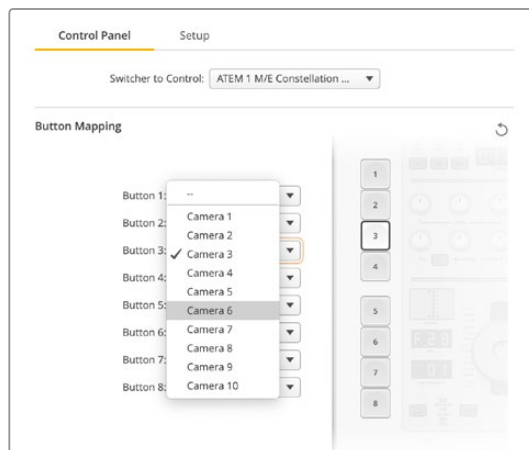 Control Panel Setup
Switcher to Control: ATEM 1 M/E Constellation ...
Button Mapping
Button 1: --
Button 2: Camera 1
Camera 2
Button 3: ✓ Camera 3
Button 4: Camera 4
Camera 5
Button 5: Camera 6
Button 6: Camera 7
Camera 8
Button 7: Camera 9
Button 8: Camera 10
1
2
3
4
5
6
7
8